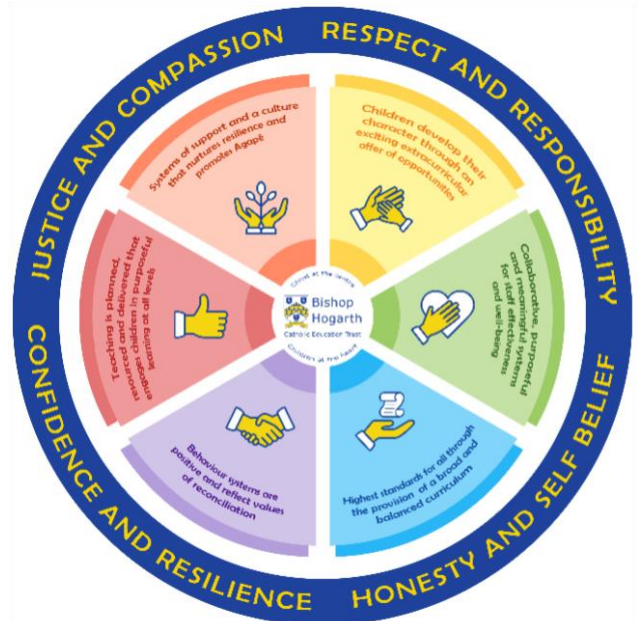 JUSTICE AND COMPASSION
RESPECT AND RESPONSIBILITY
HONESTY AND SELF BELIEF
CONFIDENCE AND RESILIENCE
Systems of support and a culture
that nurtures resilience and
promotes Agapé
Children develop their
character through an
exciting extracurricular
offer of opportunities
Collaborative, purposeful
and meaningful systems
for staff effectiveness
and well-being
Highest standards for all through
the provision of a broad and
balanced curriculum
Behaviour systems are
positive and reflect values
of reconciliation
Teaching is planned,
resourced and delivered that
engages children in purposeful
learning at all levels
Christ at the centre
Bishop
Hogarth
Catholic Education Trust
Children at the heart